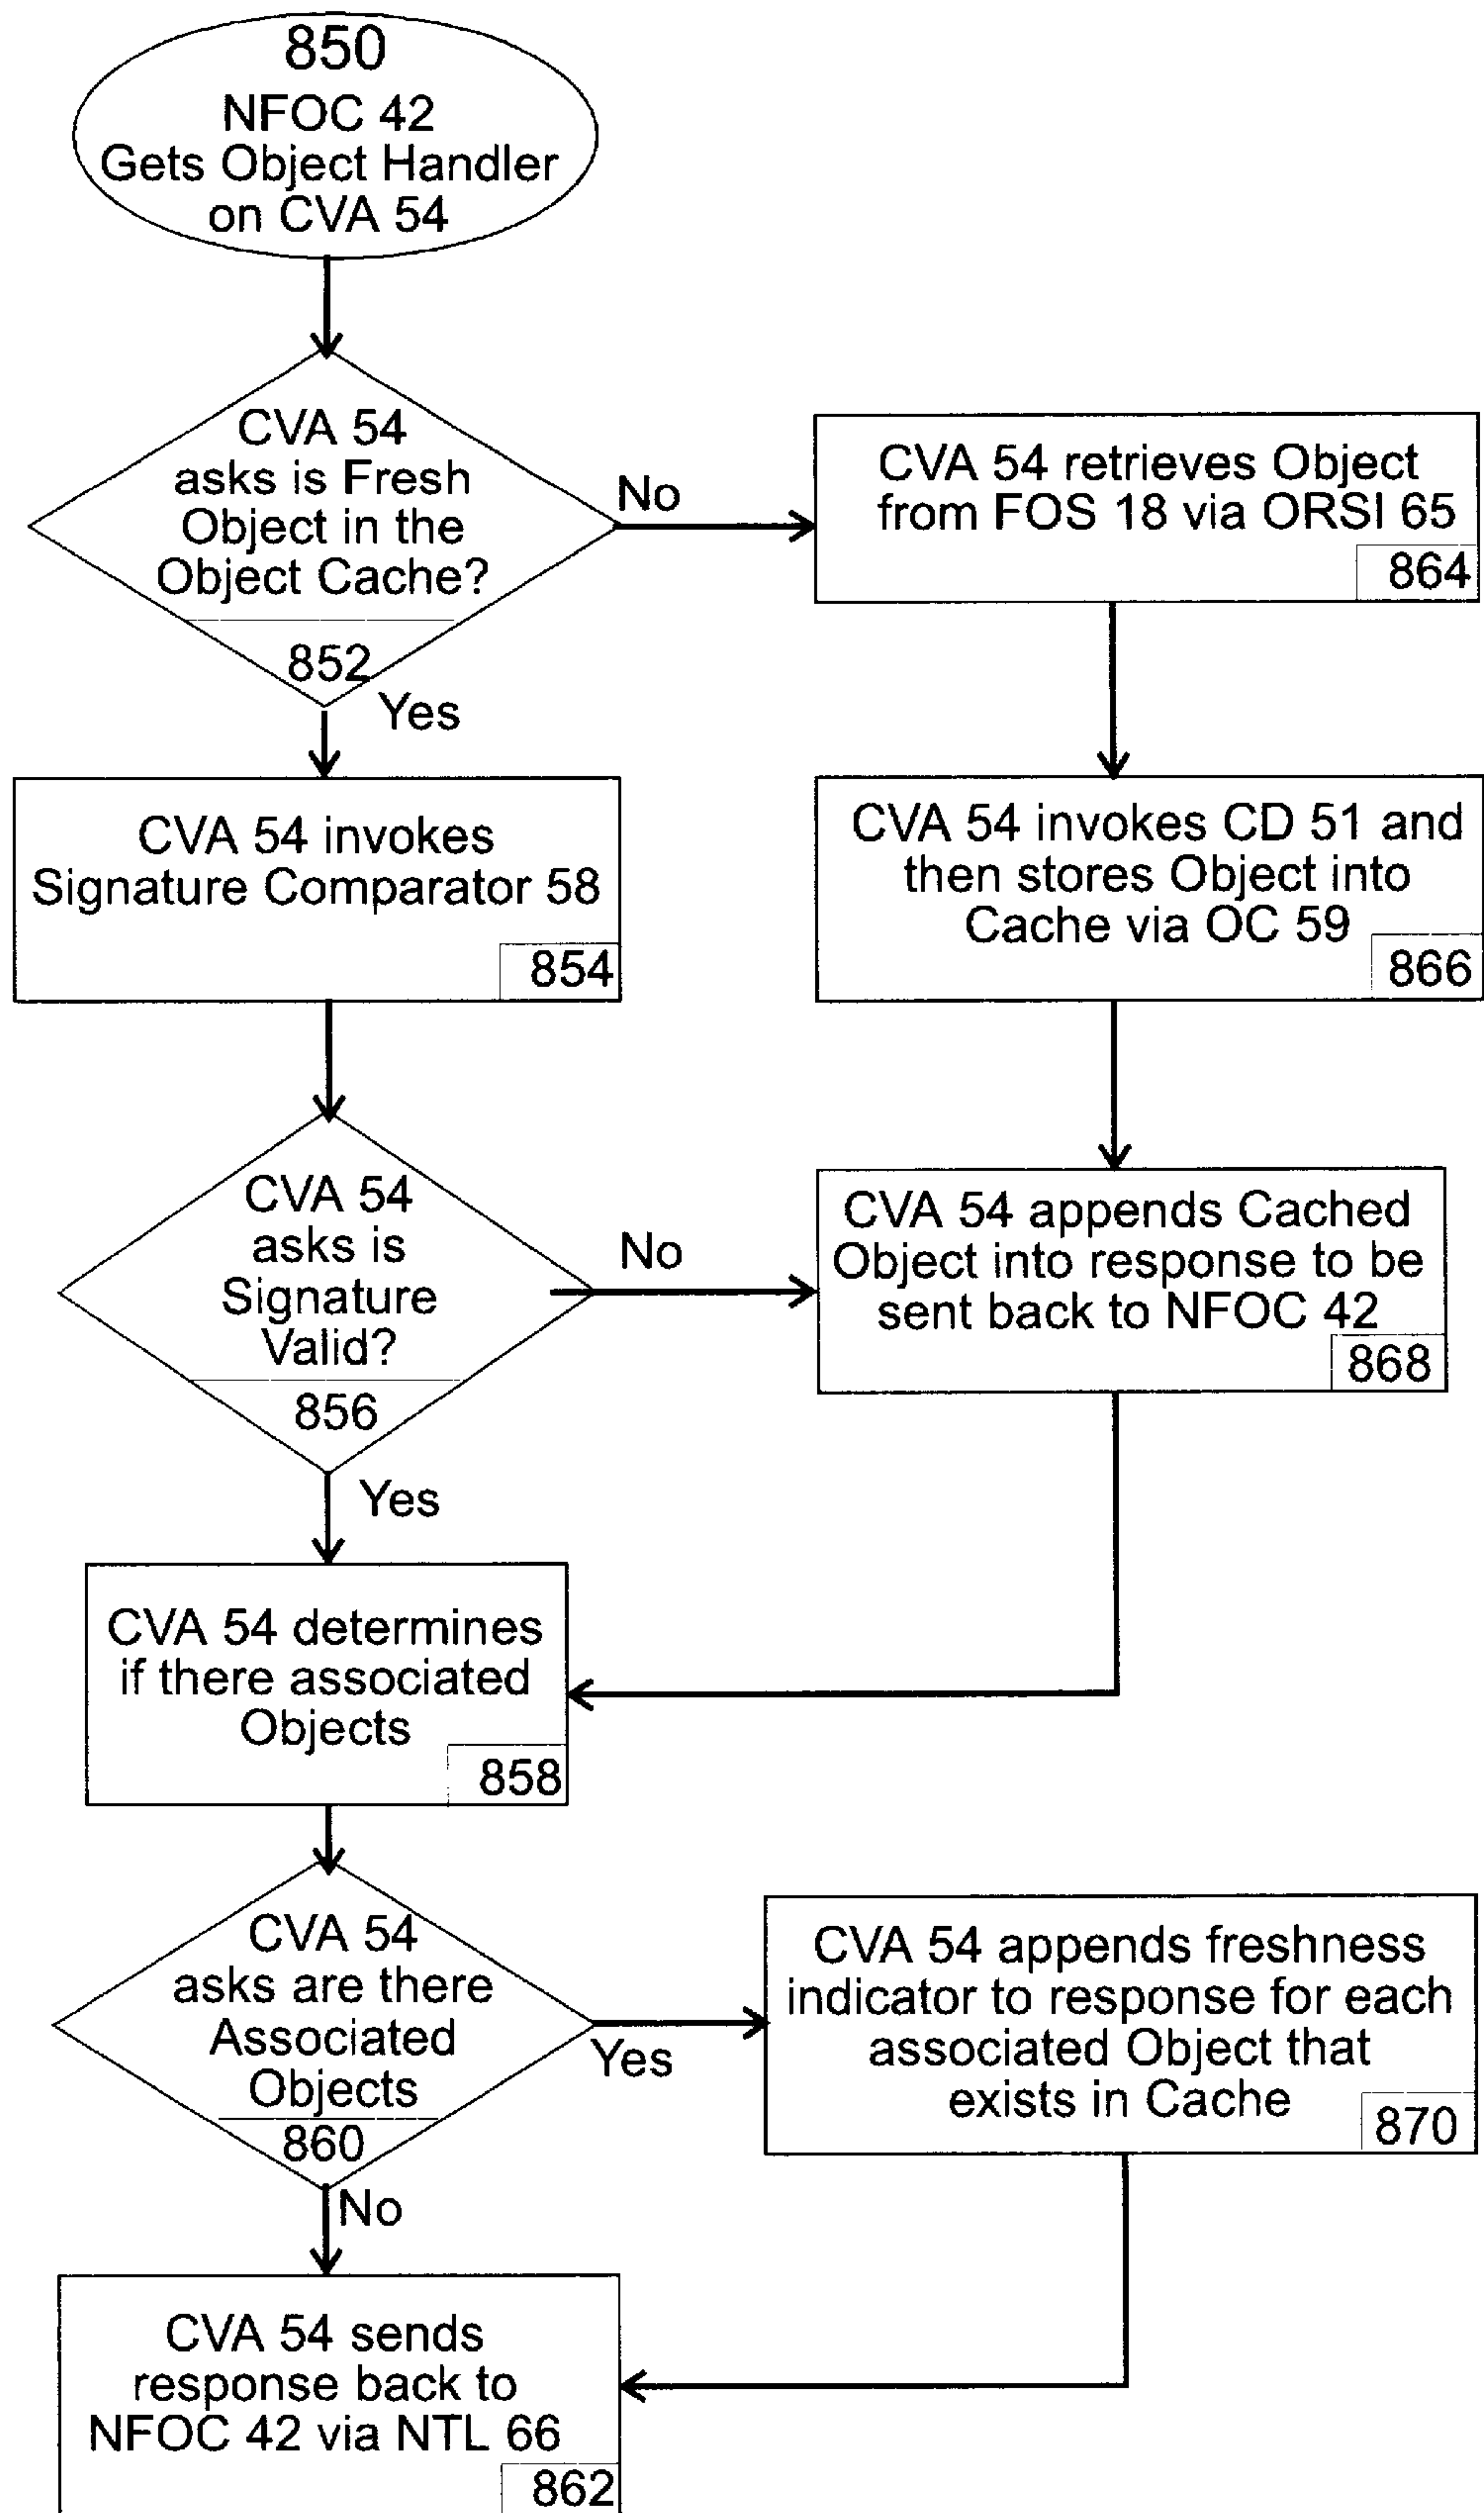 850
NFOC 42
Gets Object Handler
on CVA 54
CVA 54
asks is Fresh
Object in the
Object Cache?
852
No
Yes
CVA 54 retrieves Object
from FOS 18 via ORSI 65
864
CVA 54 invokes
Signature Comparator 58
854
CVA 54 invokes CD 51 and
then stores Object into
Cache via OC 59
866
CVA 54
asks is
Signature
Valid?
856
No
Yes
CVA 54 appends Cached
Object into response to be
sent back to NFOC 42
868
CVA 54 determines
if there associated
Objects
858
CVA 54
asks are there
Associated
Objects
860
Yes
No
CVA 54 appends freshness
indicator to response for each
associated Object that
exists in Cache
870
CVA 54 sends
response back to
NFOC 42 via NTL 66
862